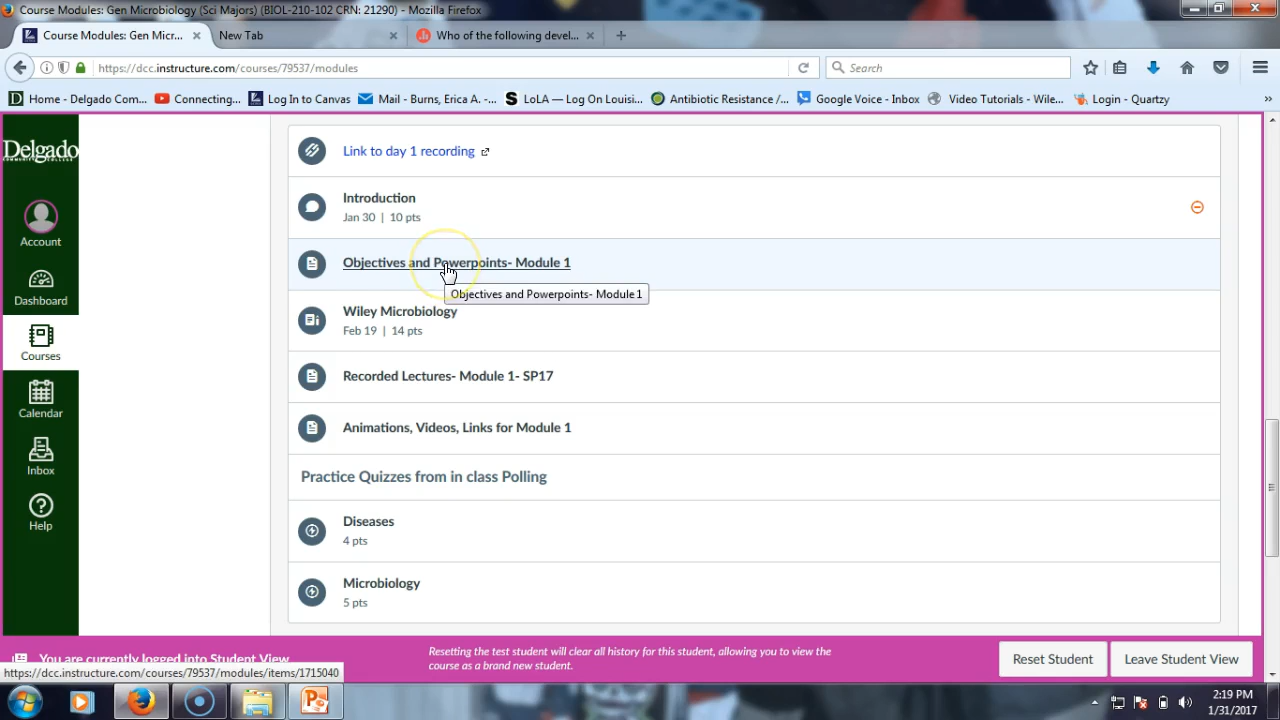 Course Modules: Gen Microbiology (Sci Majors) (BIOL-210-102 CRN: 21290) - Mozilla Firefox
Course Modules: Gen Micr...
New Tab
Who of the following devel...
https://dcc.instructure.com/courses/79537/modules
Search
Home - Delgado Com...
Connecting...
Log In to Canvas
Mail - Burns, Erica A. -...
LoLA — Log On Louisi...
Antibiotic Resistance /...
Google Voice - Inbox
Video Tutorials - Wile...
Login - Quartzy
Delgado
COMMUNITY COLLEGE
Account
Dashboard
Courses
Calendar
Inbox
Help
Link to day 1 recording
Introduction
Jan 30 | 10 pts
Objectives and Powerpoints- Module 1
Objectives and Powerpoints- Module 1
Wiley Microbiology
Feb 19 | 14 pts
Recorded Lectures- Module 1- SP17
Animations, Videos, Links for Module 1
Practice Quizzes from in class Polling
Diseases
4 pts
Microbiology
5 pts
You are currently logged into Student View
Resetting the test student will clear all history for this student, allowing you to view the
course as a brand new student.
Reset Student
Leave Student View
https://dcc.instructure.com/courses/79537/modules/items/1715040
2:19 PM
1/31/2017